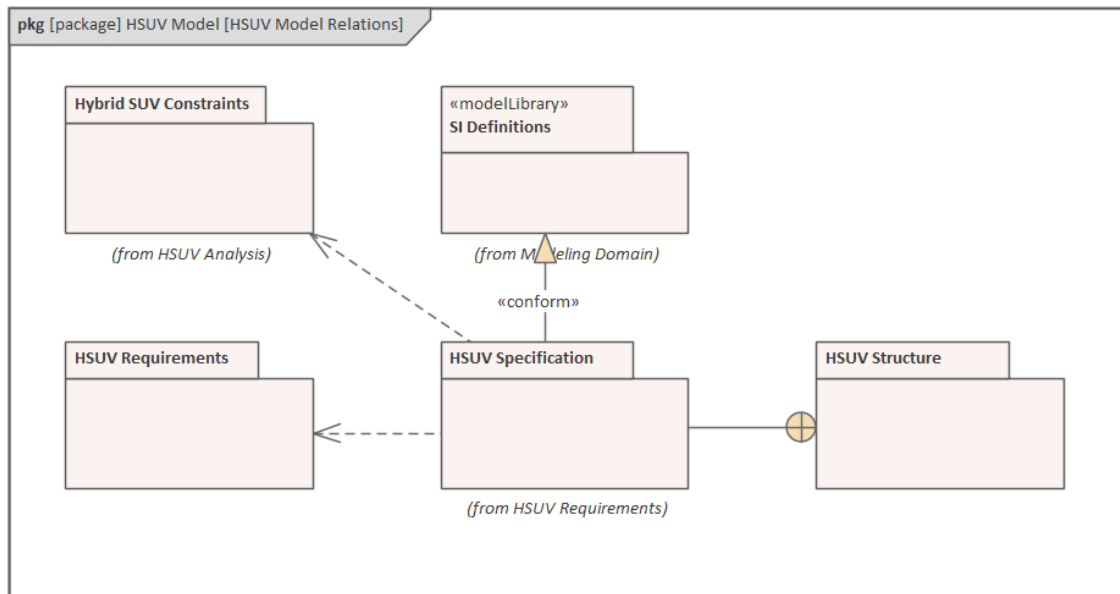 pkg [package] HSUV Model [HSUV Model Relations]
Hybrid SUV Constraints
«modelLibrary»
SI Definitions
(from HSUV Analysis)
(from Modeling Domain)
«conform»
HSUV Requirements
HSUV Specification
HSUV Structure
(from HSUV Requirements)